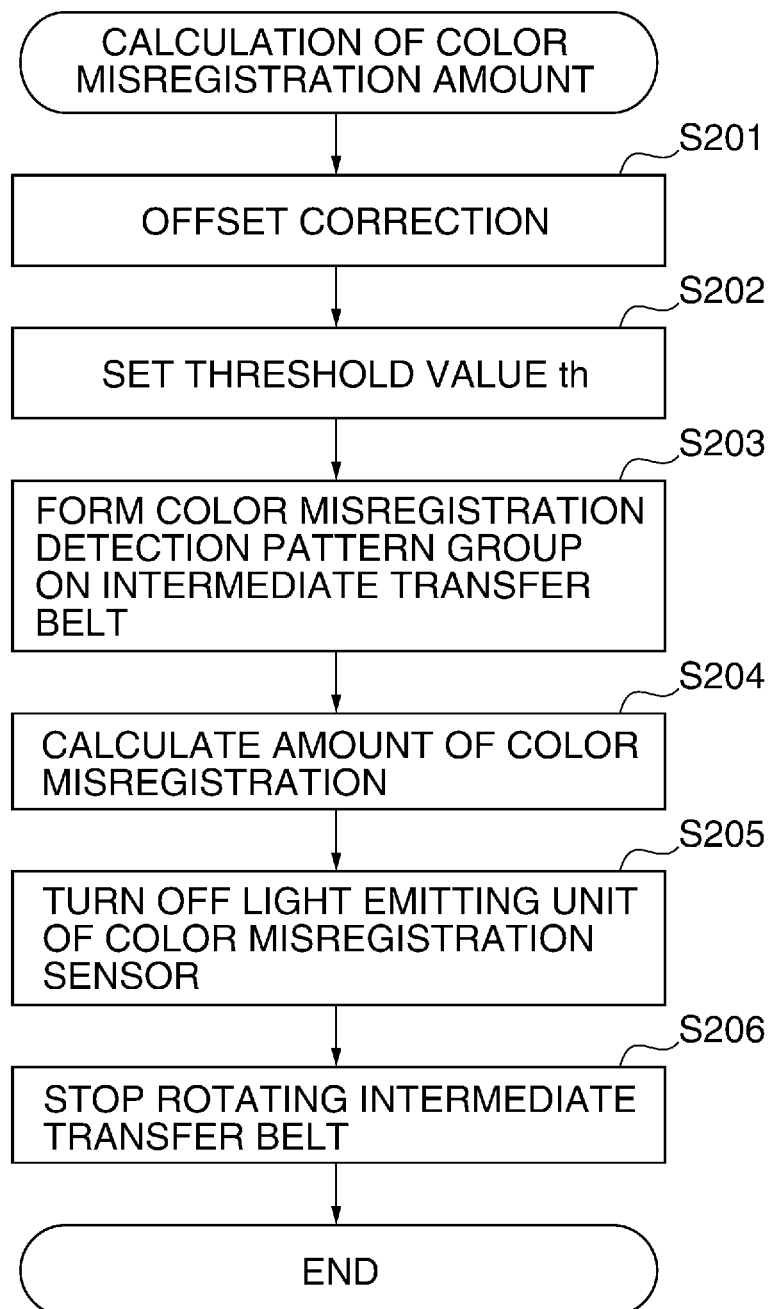 CALCULATION OF COLOR
MISREGISTRATION AMOUNT
S201
OFFSET CORRECTION
S202
SET THRESHOLD VALUE th
S203
FORM COLOR MISREGISTRATION
DETECTION PATTERN GROUP
ON INTERMEDIATE TRANSFER
BELT
S204
CALCULATE AMOUNT OF COLOR
MISREGISTRATION
S205
TURN OFF LIGHT EMITTING UNIT
OF COLOR MISREGISTRATION
SENSOR
S206
STOP ROTATING INTERMEDIATE
TRANSFER BELT
END